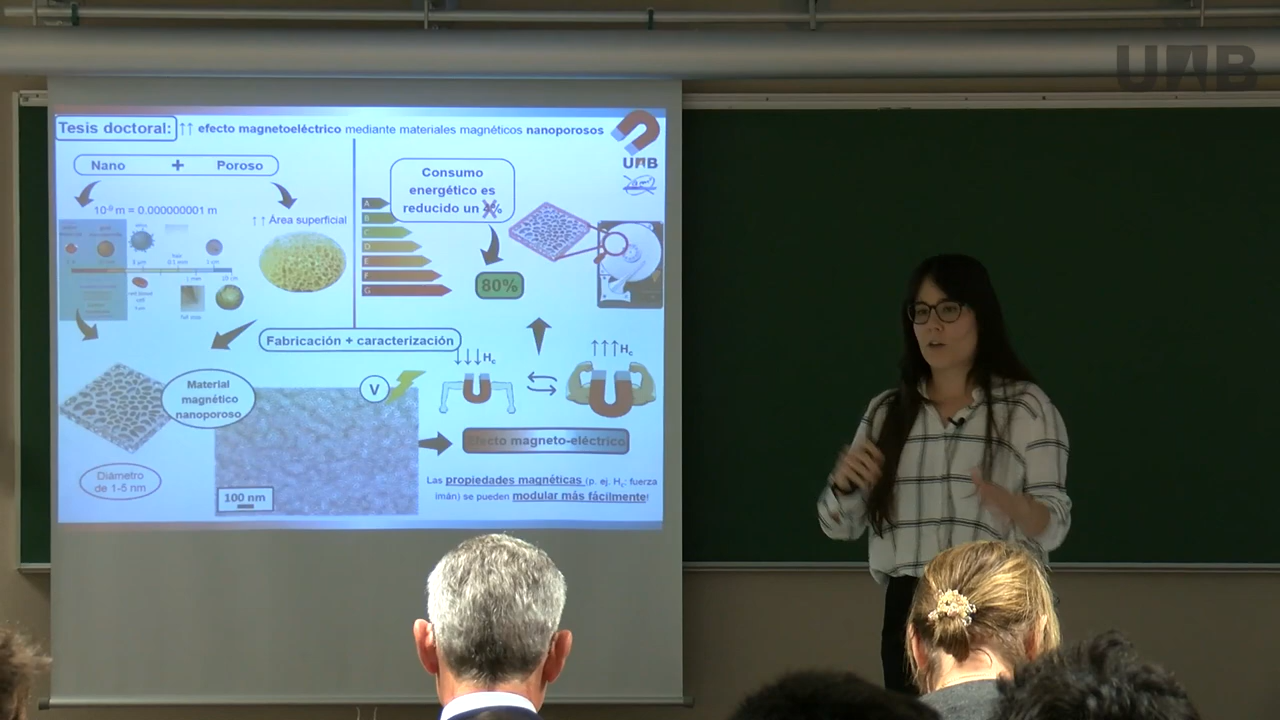 UAB
Tesis doctoral: ↑↑ efecto magnetoeléctrico mediante materiales magnéticos nanoporosos
UAB
Nano + Poroso
10⁻⁹ m = 0.000000001 m
↑↑ Área superficial
Consumo
energético es
reducido un 4%
A
B
C
D
E
F
G
80%
Fabricación + caracterización
↓↓↓Hc
↑↑↑Hc
Material
magnético
nanoporoso
V
Efecto magneto-eléctrico
Diámetro
de 1-5 nm
100 nm
Las propiedades magnéticas (p. ej. Hc: fuerza
imán) se pueden modular más fácilmente!